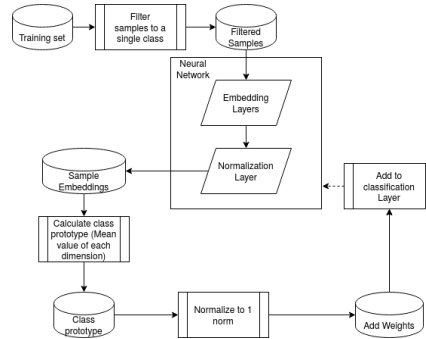 Training set
Filter
samples to a
single class
Filtered
Samples
Neural
Network
Embedding
Layers
Normalization
Layer
Sample
Embeddings
Add to
classification
Layer
Calculate class
prototype (Mean
value of each
dimension)
Class
prototype
Normalize to 1
norm
Add Weights